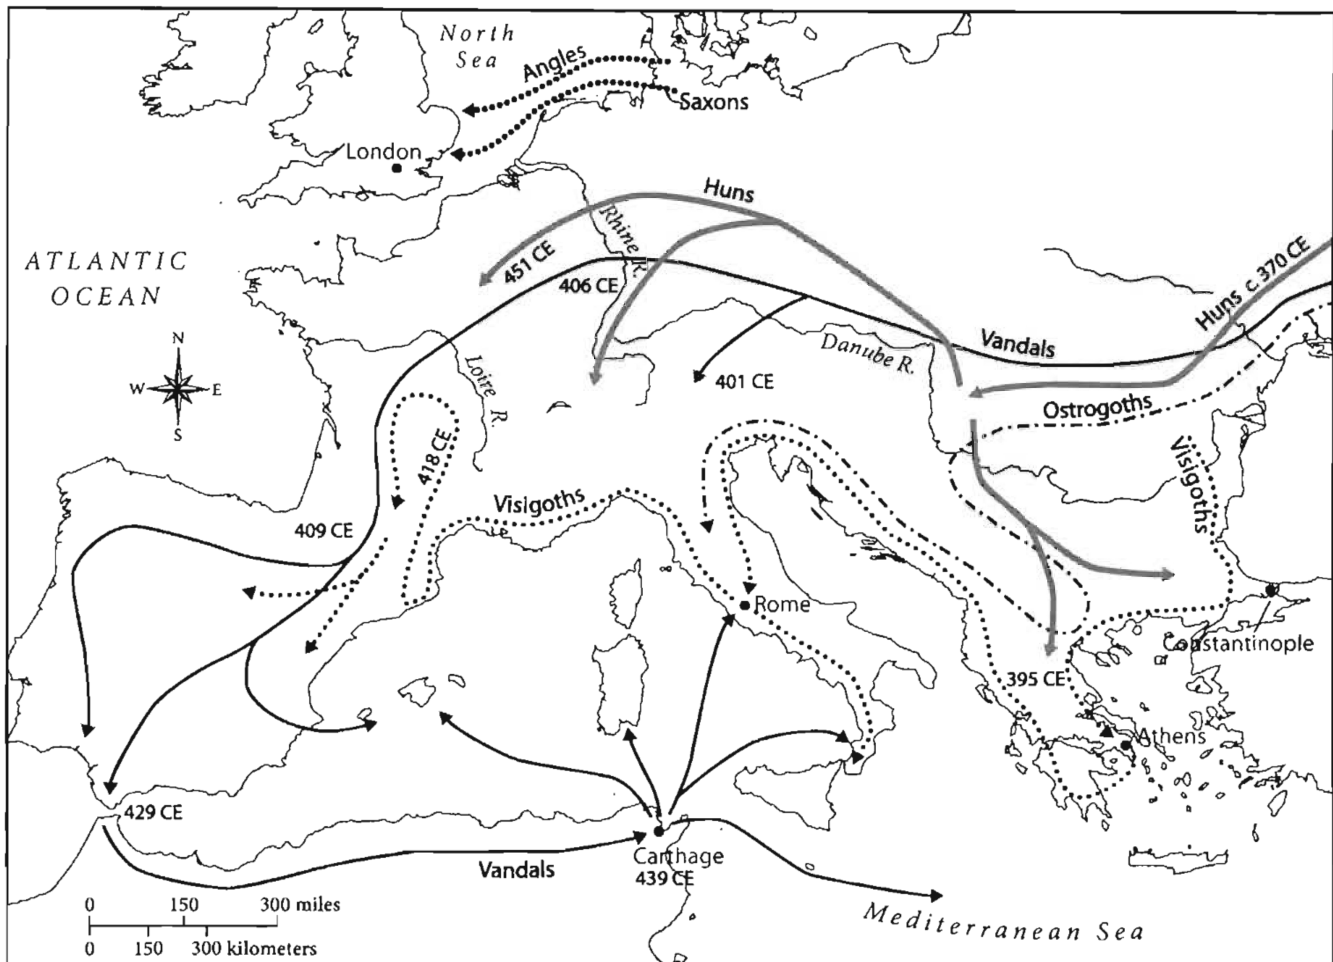 North
Sea
Angles
Saxons
London
Huns
Rhine R.
ATLANTIC
OCEAN
451 CE
406 CE
Huns c. 370 CE
N
W E
S
Vandals
Danube R.
Loire R.
401 CE
Ostrogoths
418 CE
Visigoths
Visigoths
409 CE
Rome
Constantinople
395 CE
Athens
429 CE
Vandals
Carthage
439 CE
0 150 300 miles
0 150 300 kilometers
Mediterranean Sea